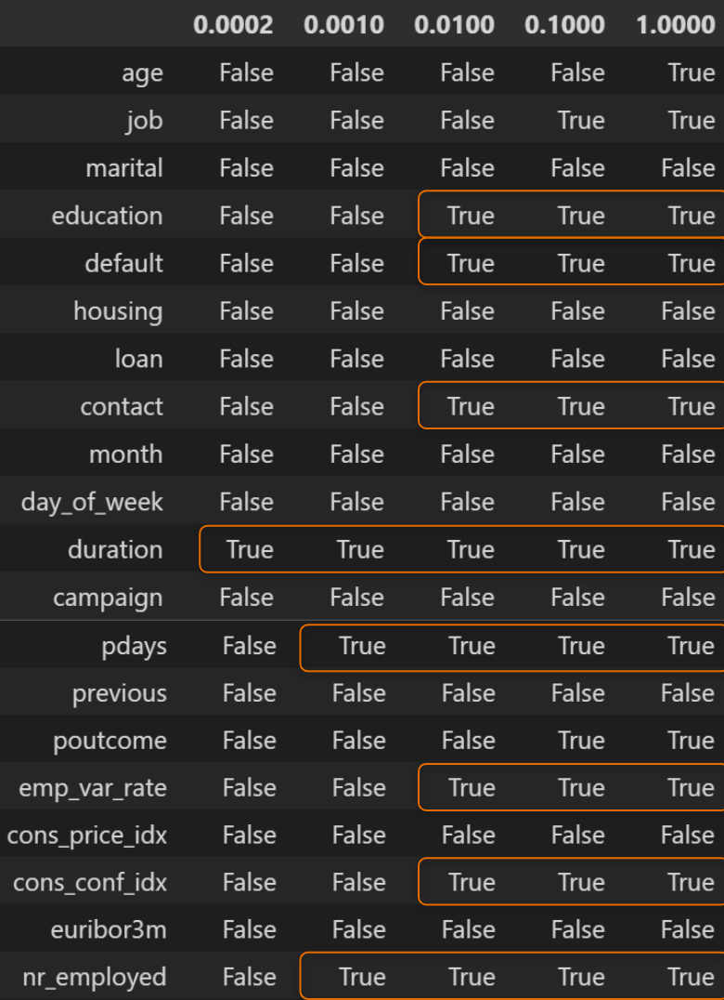 0.0002 0.0010 0.0100 0.1000 1.0000
age False False False False True
job False False False True True
marital False False False False False
education False False True True True
default False False True True True
housing False False False False False
loan False False False False False
contact False False True True True
month False False False False False
day_of_week False False False False False
duration True True True True True
campaign False False False False False
pdays False True True True True
previous False False False False False
poutcome False False False True True
emp_var_rate False False True True True
cons_price_idx False False False False False
cons_conf_idx False False True True True
euribor3m False False False False False
nr_employed False True True True True